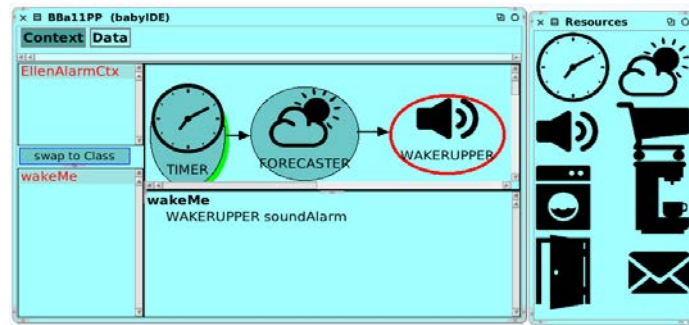 BBa11PP (babyIDE)
Context Data
EllenAlarmCtx
swap to Class
wakeMe
TIMER
FORECASTER
WAKERUPPER
wakeMe
WAKERUPPER soundAlarm
Resources